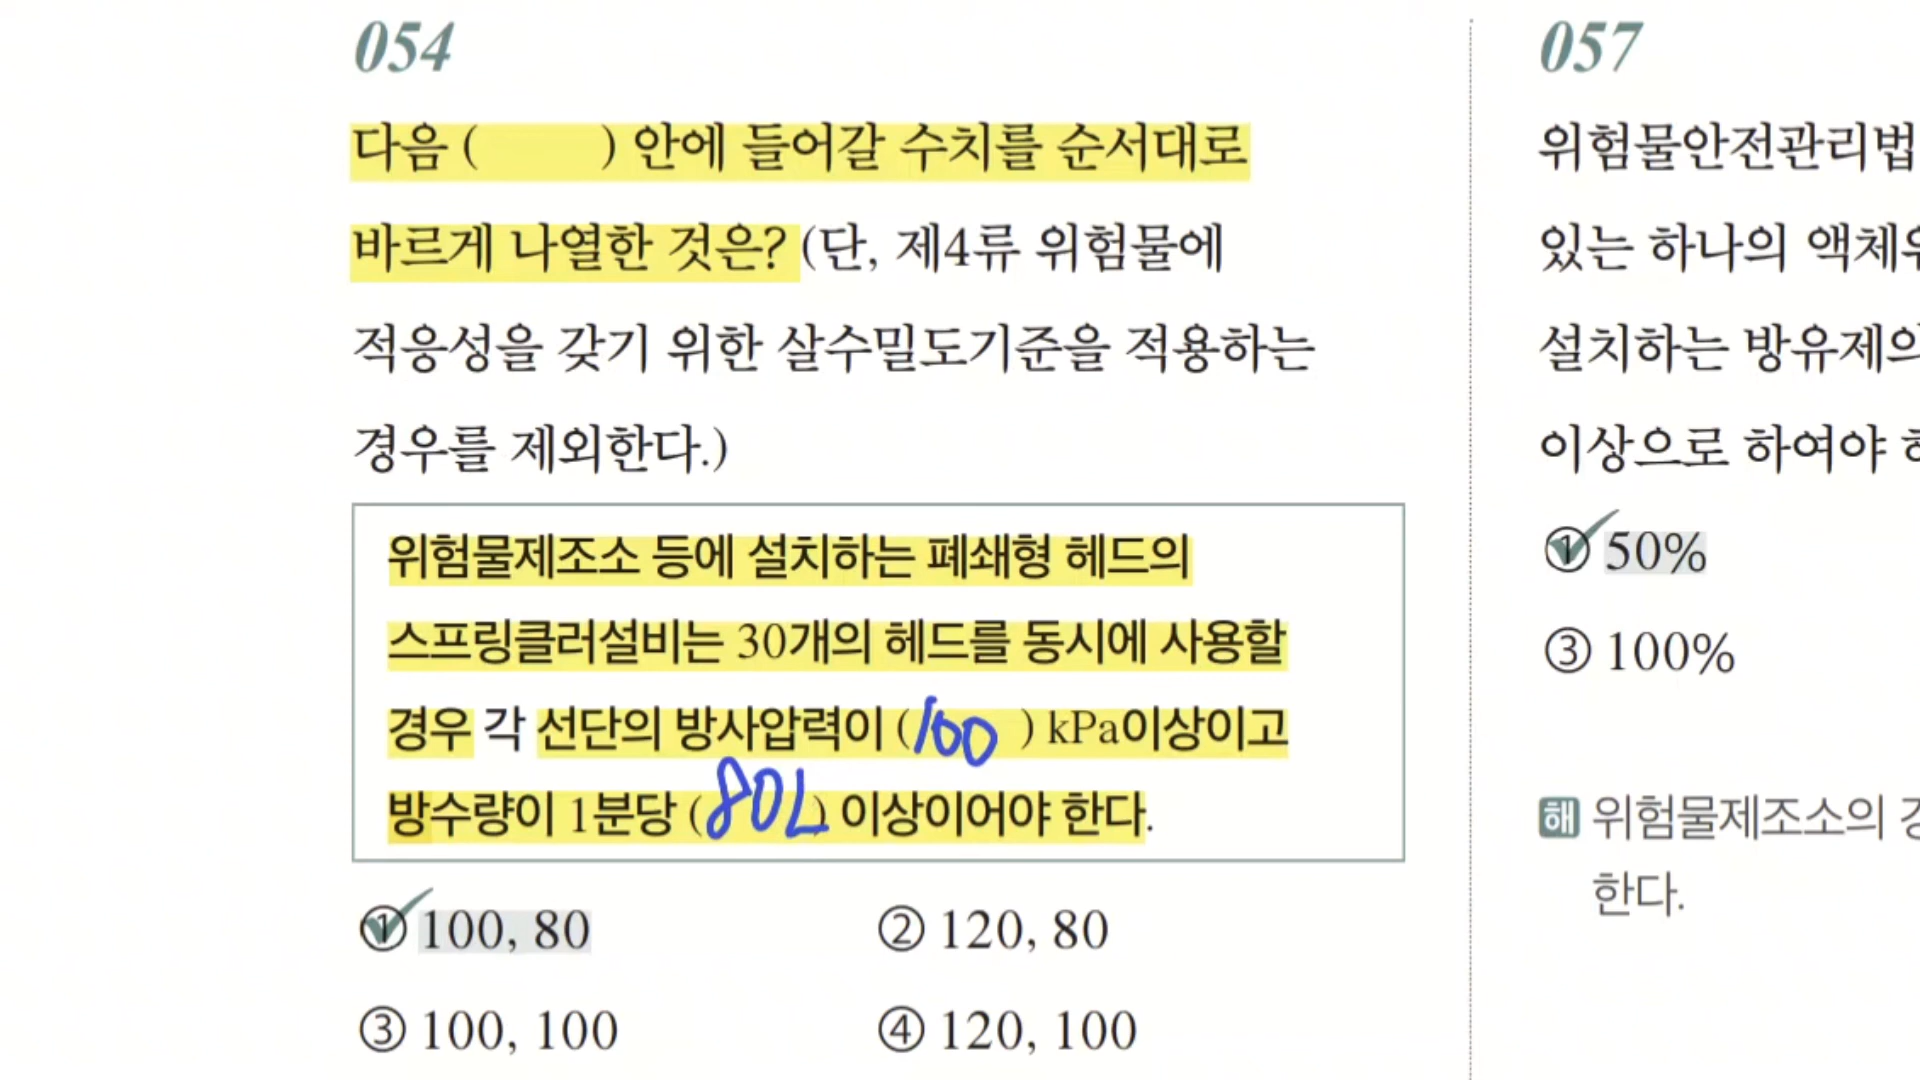 054
다음 ( ) 안에 들어갈 수치를 순서대로
바르게 나열한 것은? (단, 제4류 위험물에
적응성을 갖기 위한 살수밀도기준을 적용하는
경우를 제외한다.)
위험물제조소 등에 설치하는 폐쇄형 헤드의
스프링클러설비는 30개의 헤드를 동시에 사용할
경우 각 선단의 방사압력이 (100) kPa이상이고
방수량이 1분당 (80L) 이상이어야 한다.
① 100, 80
② 120, 80
③ 100, 100
④ 120, 100
057
위험물안전관리법
있는 하나의 액체위
설치하는 방유제의
이상으로 하여야 하
① 50%
③ 100%
해 위험물제조소의 경
한다.